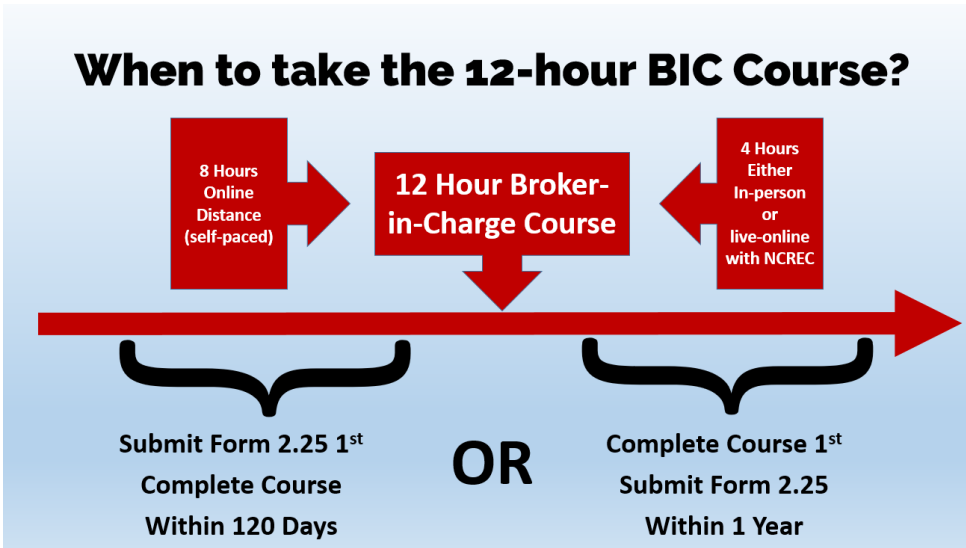 When to take the 12-hour BIC Course?
8 Hours
Online
Distance
(self-paced)
12 Hour Broker-
in-Charge Course
4 Hours
Either
In-person
or
live-online
with NCREC
Submit Form 2.25 1st
Complete Course
Within 120 Days
OR
Complete Course 1st
Submit Form 2.25
Within 1 Year